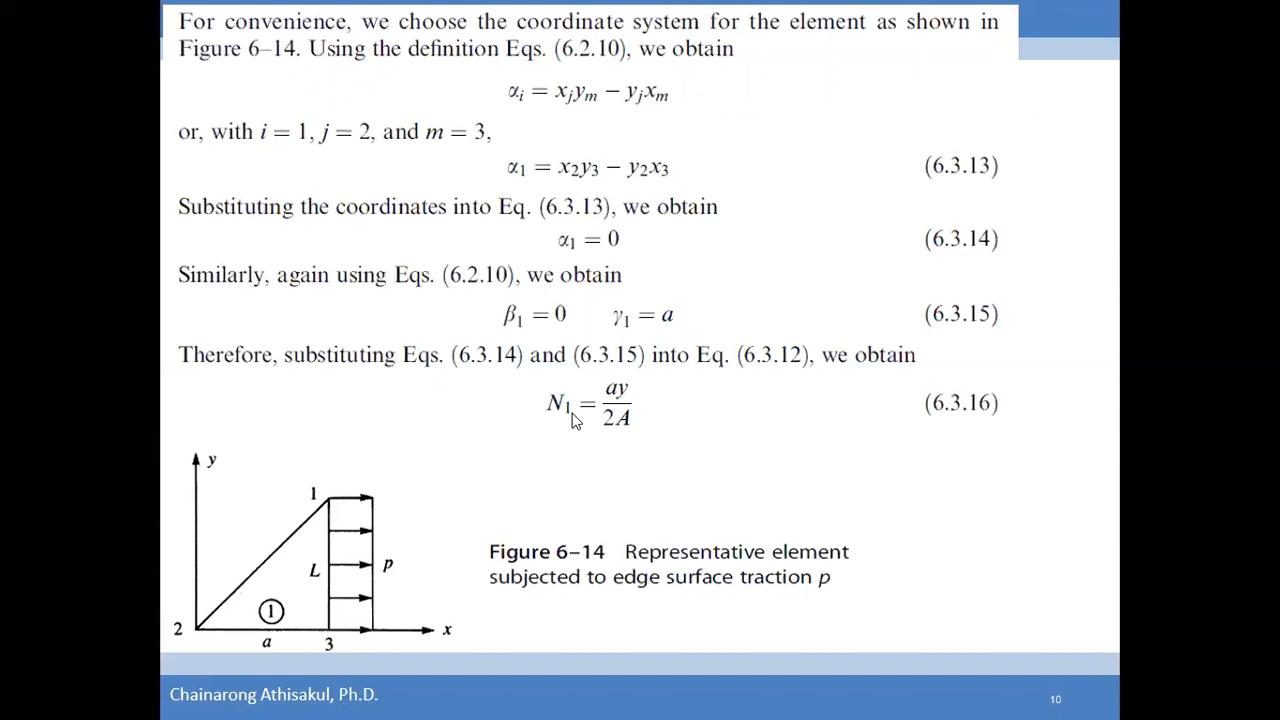 For convenience, we choose the coordinate system for the element as shown in
Figure 6–14. Using the definition Eqs. (6.2.10), we obtain
αᵢ = xⱼyₘ − yⱼxₘ
or, with i = 1, j = 2, and m = 3,
α₁ = x₂y₃ − y₂x₃ (6.3.13)
Substituting the coordinates into Eq. (6.3.13), we obtain
α₁ = 0 (6.3.14)
Similarly, again using Eqs. (6.2.10), we obtain
β₁ = 0 γ₁ = a (6.3.15)
Therefore, substituting Eqs. (6.3.14) and (6.3.15) into Eq. (6.3.12), we obtain
N₁ = ay/2A (6.3.16)
y
1
L
p
1
2
x
a
3
Figure 6–14 Representative element
subjected to edge surface traction p
Chainarong Athisakul, Ph.D.
10